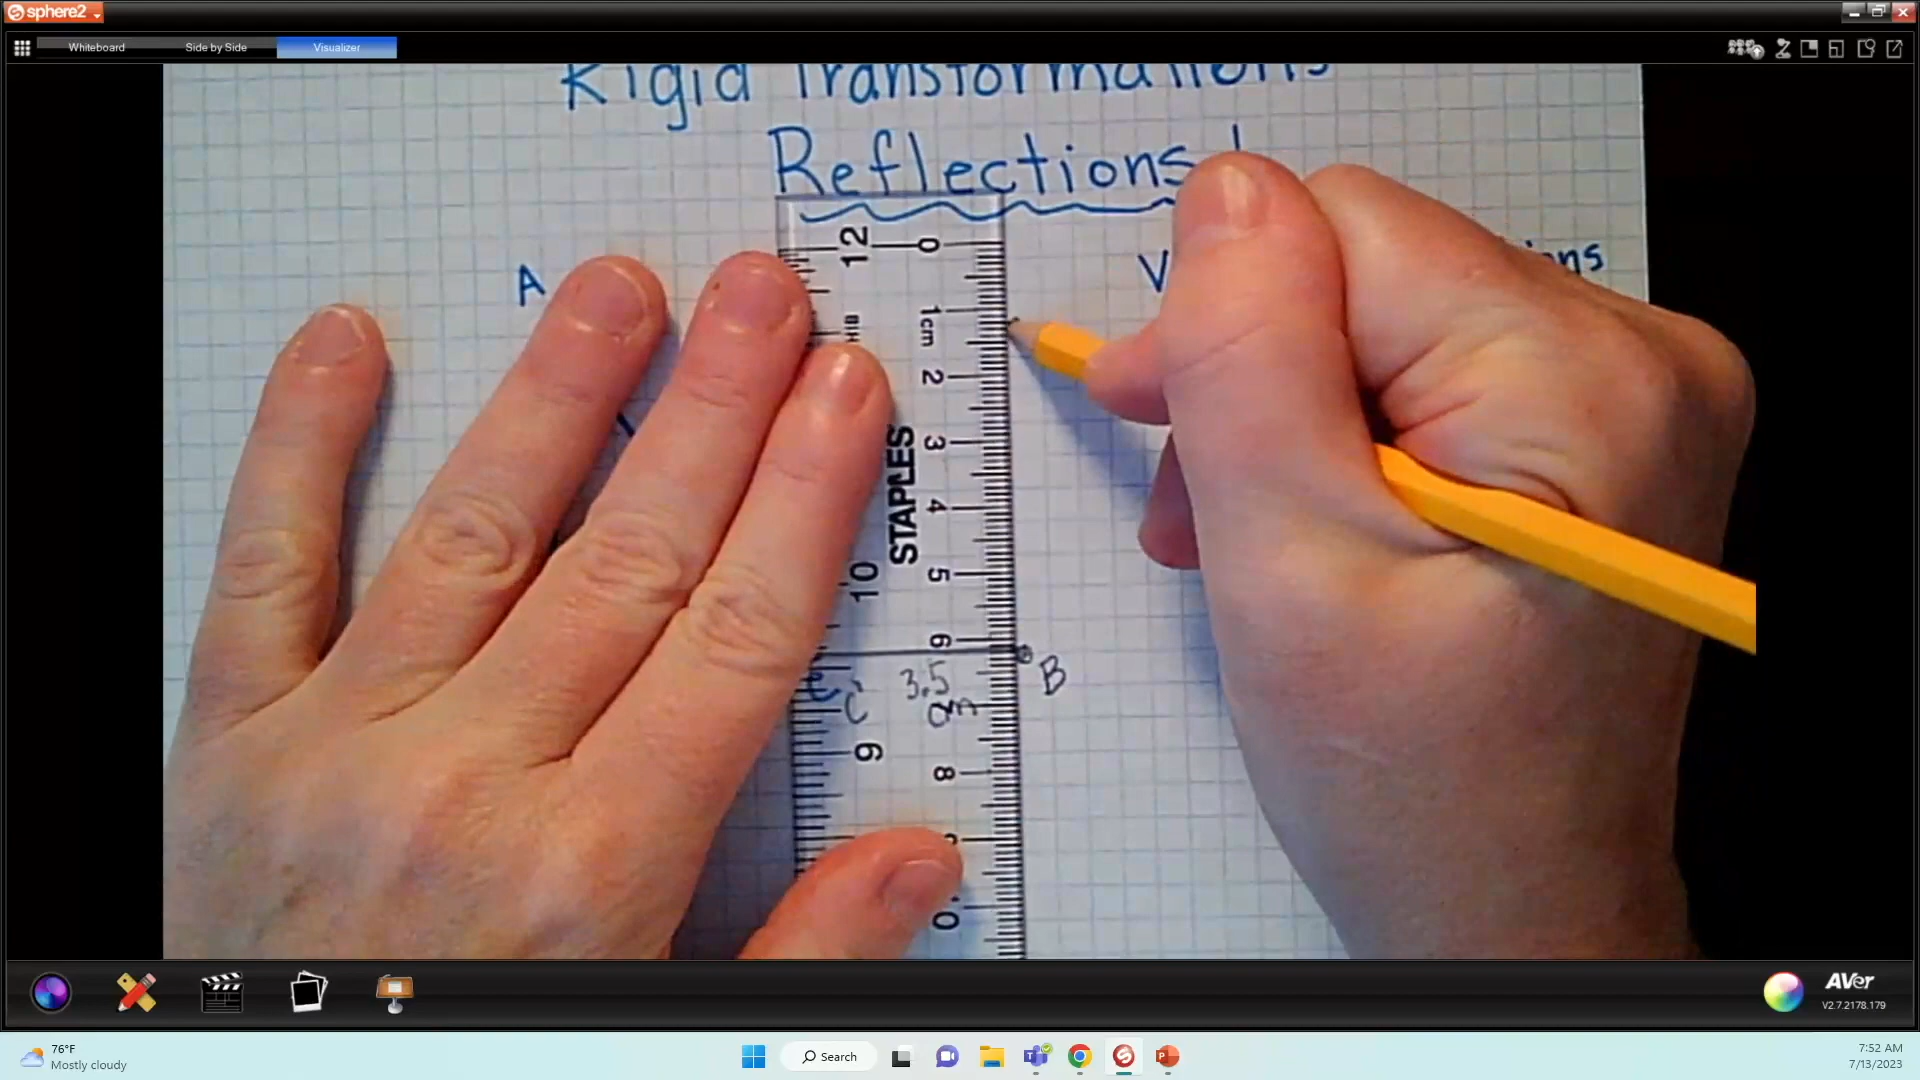 sphere2
Whiteboard
Side by Side
Visualizer
Rigid Transformations
Reflections !
A
12
0
1cm
2
3
STAPLES
4
5
10
6
B
C'
3.5
cm
9
8
AVer
V2.7.2178.179
76°F
Mostly cloudy
Search
7:52 AM
7/13/2023